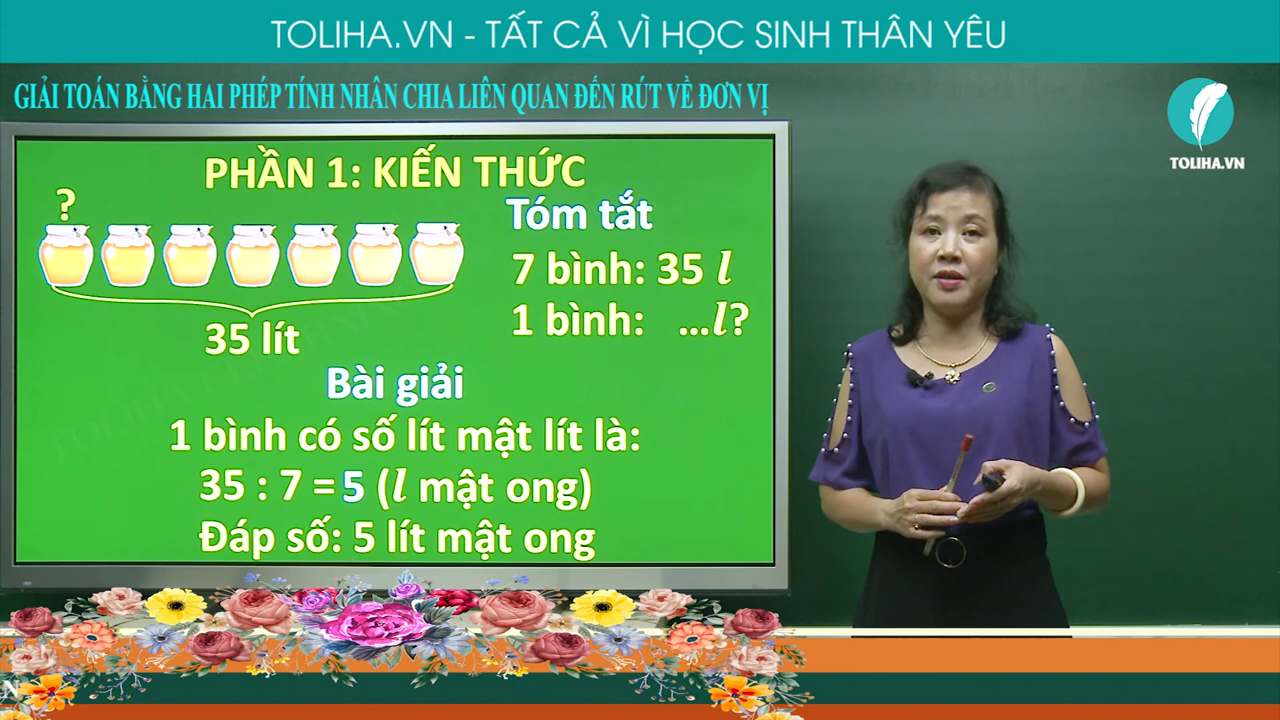 TOLIHA.VN - TẤT CẢ VÌ HỌC SINH THÂN YÊU
GIẢI TOÁN BẰNG HAI PHÉP TÍNH NHÂN CHIA LIÊN QUAN ĐẾN RÚT VỀ ĐƠN VỊ
TOLIHA.VN
PHẦN 1: KIẾN THỨC
?
35 lít
Tóm tắt
7 bình: 35 l
1 bình: ...l?
Bài giải
1 bình có số lít mật lít là:
35 : 7 = 5 (l mật ong)
Đáp số: 5 lít mật ong
N